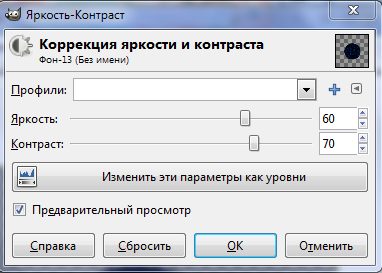 Яркость-Контраст
Коррекция яркости и контраста
Фон-13 (Без имени)
Профили:
Яркость: 60
Контраст: 70
Изменить эти параметры как уровни
Предварительный просмотр
Справка Сбросить ОК Отменить